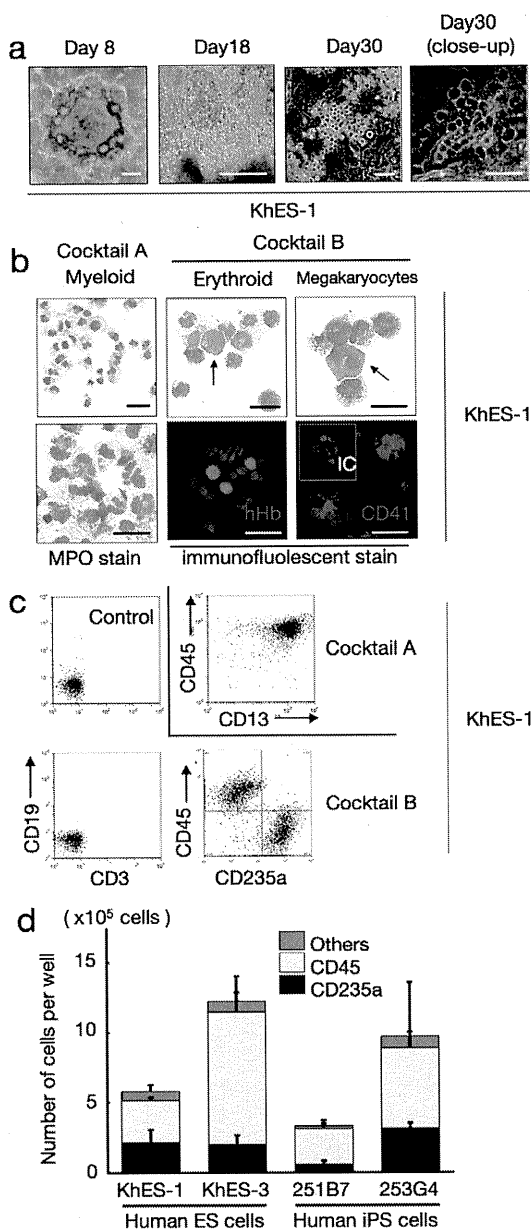 a
Day 8 Day18 Day30 Day30 (close-up)
KhES-1
b
Cocktail A Cocktail B
Myeloid Erythroid Megakaryocytes
KhES-1
hHb IC CD41
MPO stain immunofluolescent stain
c
Control
CD45
CD13
Cocktail A
KhES-1
CD19
CD3
CD45
CD235a
Cocktail B
d
(x10⁵ cells)
Number of cells per well
15
10
5
0
Others
CD45
CD235a
KhES-1 KhES-3 251B7 253G4
Human ES cells Human iPS cells